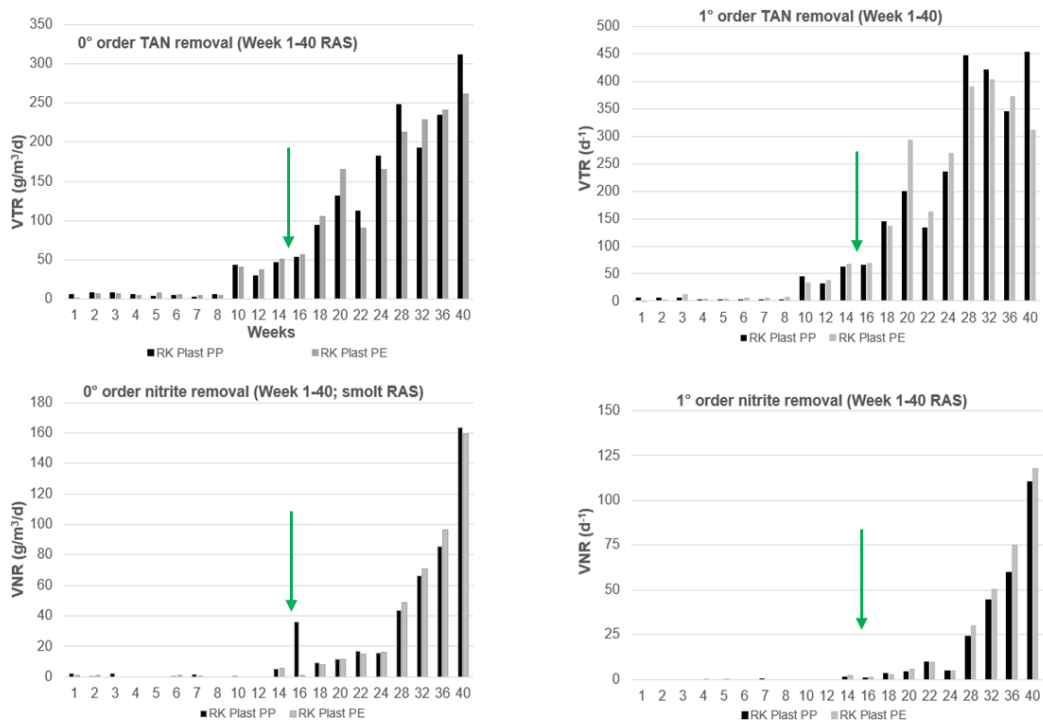 0° order TAN removal (Week 1-40 RAS)
VTR (g/m³/d)
350
300
250
200
150
100
50
0
1 2 3 4 5 6 7 8 10 12 14 16 18 20 22 24 28 32 36 40
Weeks
RK Plast PP RK Plast PE
1° order TAN removal (Week 1-40)
VTR (d⁻¹)
500
450
400
350
300
250
200
150
100
50
0
1 2 3 4 5 6 7 8 10 12 14 16 18 20 22 24 28 32 36 40
RK Plast PP RK Plast PE
0° order nitrite removal (Week 1-40; smolt RAS)
VNR (g/m³/d)
180
160
140
120
100
80
60
40
20
0
1 2 3 4 5 6 7 8 10 12 14 16 18 20 22 24 28 32 36 40
RK Plast PP RK Plast PE
1° order nitrite removal (Week 1-40 RAS)
VNR (d⁻¹)
150
125
100
75
50
25
0
1 2 3 4 5 6 7 8 10 12 14 16 18 20 22 24 28 32 36 40
RK Plast PP RK Plast PE